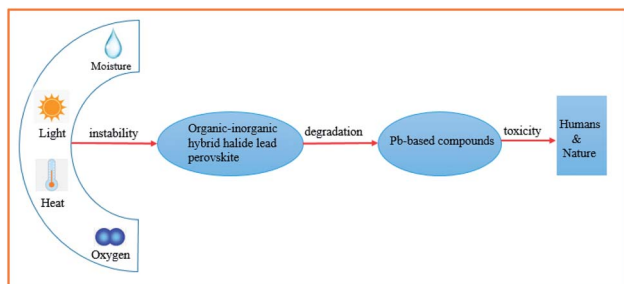 Moisture
Light
Heat
Oxygen
instability
Organic-inorganic
hybrid halide lead
perovskite
degradation
Pb-based compounds
toxicity
Humans
&
Nature